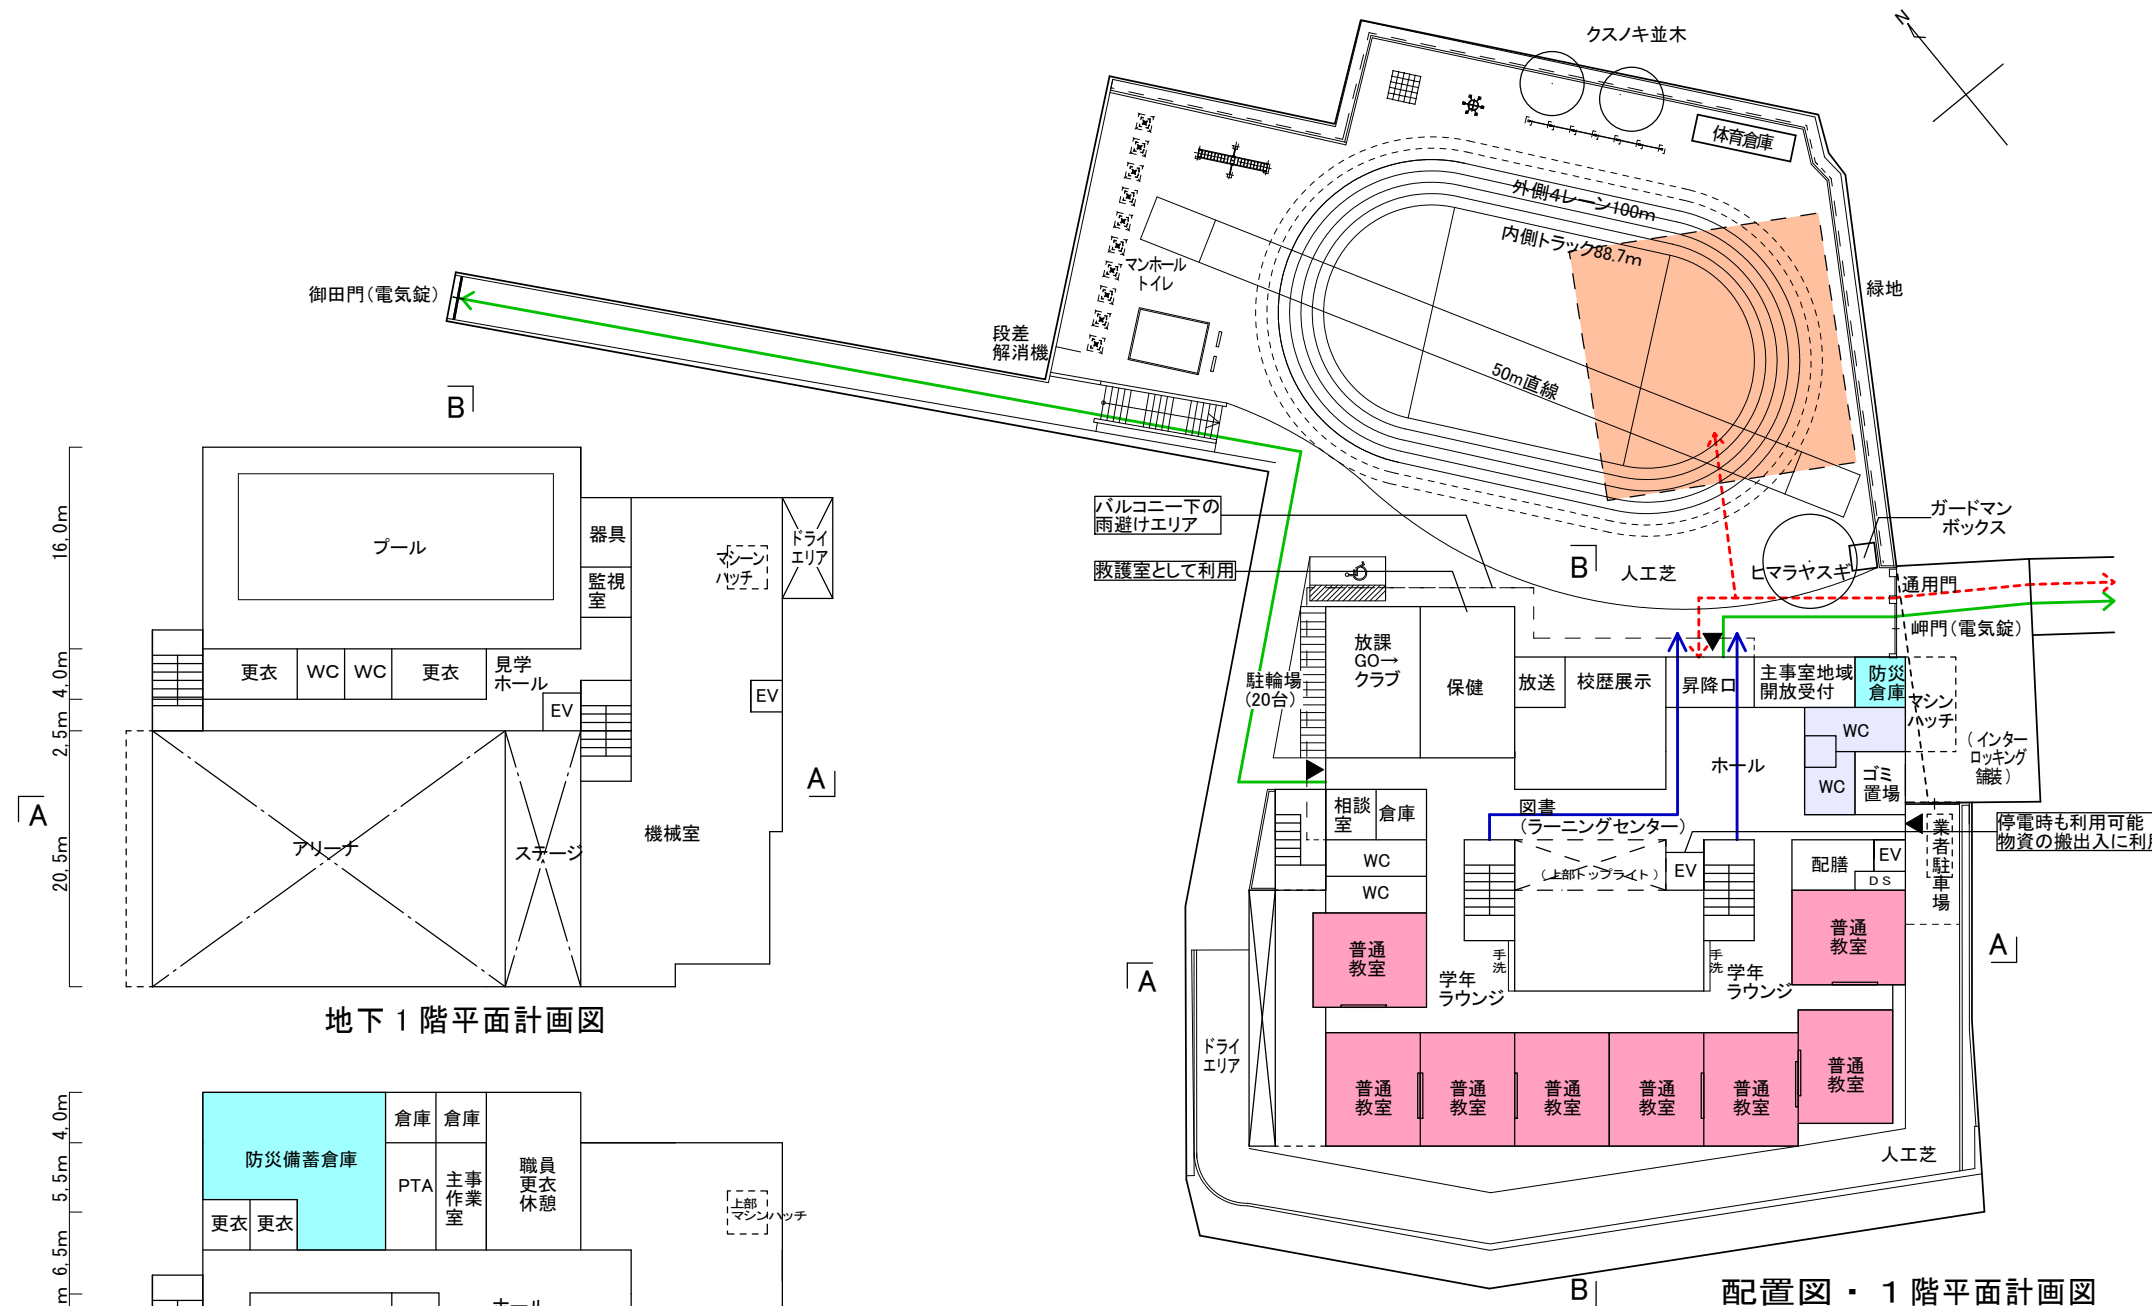 クスノキ並木
N
体育倉庫
外側4レーン100m
内側トラック88.7m
マンホール
トイレ
緑地
御田門(電気錠)
段差
解消機
50m直線
B
ガードマン
ボックス
バルコニー下の
雨避けエリア
救護室として利用
B
人工芝
ヒマラヤスギ
通用門
岬門(電気錠)
放課
GO→
クラブ
保健
放送
校歴展示
昇降口
主事室地域
開放受付
防災
倉庫
マシン
ハッチ
駐輪場
(20台)
WC
WC
ゴミ
置場
(インター
ロッキング
舗装)
ホール
相談
室
倉庫
図書
(ラーニングセンター)
停電時も利用可能
物資の搬出入に利用
業者駐車場
WC
WC
(上部トップライト)
EV
配膳
EV
DS
普通
教室
普通
教室
手洗
手洗
学年
ラウンジ
学年
ラウンジ
A
A
ドライ
エリア
普通
教室
普通
教室
普通
教室
普通
教室
普通
教室
普通
教室
人工芝
B
配置図・1階平面計画図
16,0m
4,0m
2,5m
20,5m
プール
器具
監視
室
マシーン
ハッチ
ドライ
エリア
更衣
WC
WC
更衣
見学
ホール
EV
EV
A
A
アリーナ
ステージ
機械室
地下1階平面計画図
4,0m
5,5m
6,5m
m
防災備蓄倉庫
倉庫
倉庫
PTA
主事
作業
室
職員
更衣
休憩
更衣
更衣
上部
マシンハッチ
ホール